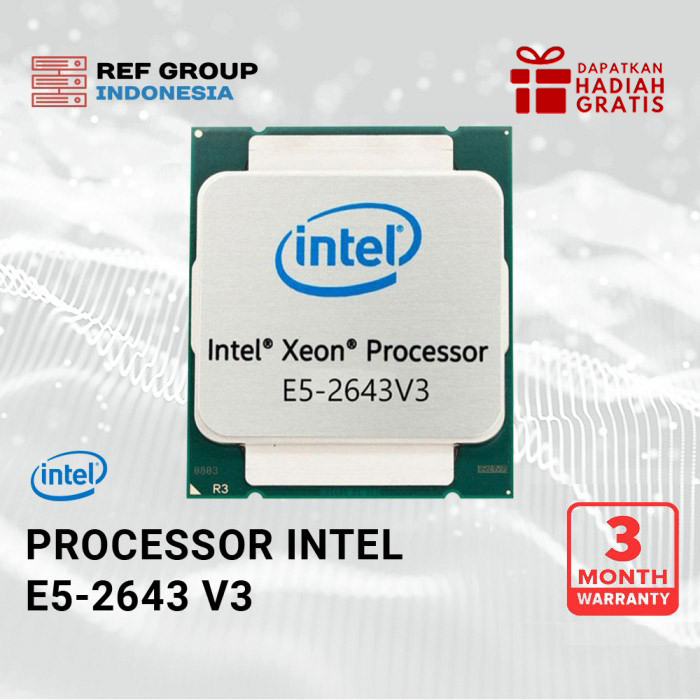 REF GROUP
INDONESIA
DAPATKAN
HADIAH
GRATIS
intel
Intel® Xeon® Processor
E5-2643V3
R3
intel
PROCESSOR INTEL
E5-2643 V3
3
MONTH
WARRANTY